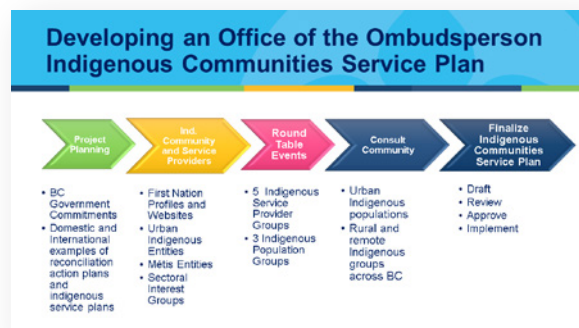 Developing an Office of the Ombudsperson
Indigenous Communities Service Plan
Project
Planning
Ind.
Community
and Service
Providers
Round
Table
Events
Consult
Community
Finalize
Indigenous
Communities
Service Plan
• BC
Government
Commitments
• Domestic and
International
examples of
reconciliation
action plans
and
indigenous
service plans
• First Nation
Profiles and
Websites
• Urban
Indigenous
Entities
• Métis Entities
• Sectoral
Interest
Groups
• 5 Indigenous
Service
Provider
Groups
• 3 Indigenous
Population
Groups
• Urban
Indigenous
populations
• Rural and
remote
Indigenous
groups
across BC
• Draft
• Review
• Approve
• Implement